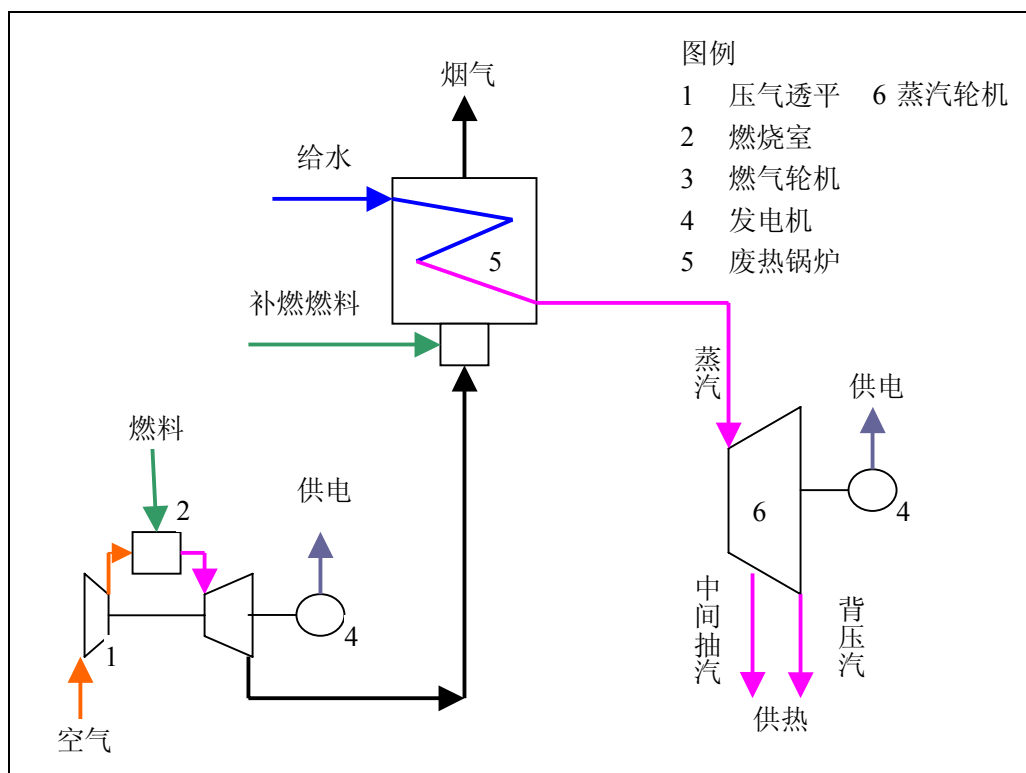 图例
1 压气透平 6 蒸汽轮机
2 燃烧室
3 燃气轮机
4 发电机
5 废热锅炉
烟气
给水
5
补燃燃料
蒸汽
供电
燃料
2
供电
6
4
1
4
中间抽汽
背压汽
空气
供热